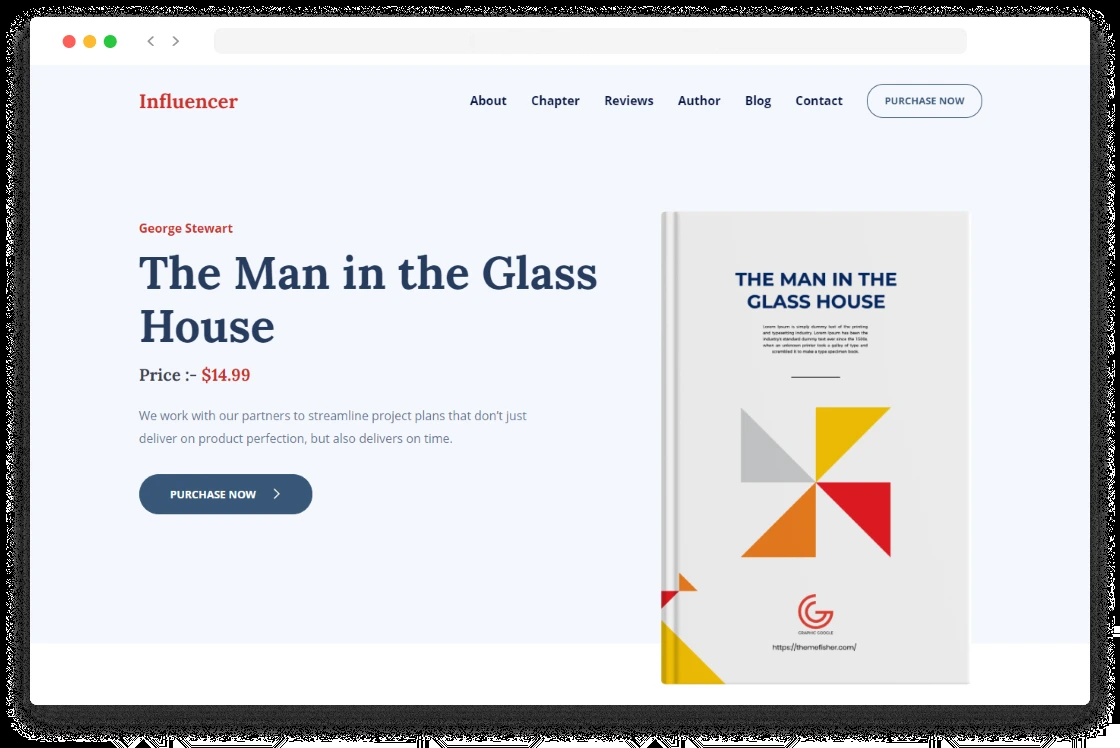 Influencer
About
Chapter
Reviews
Author
Blog
Contact
PURCHASE NOW
George Stewart
The Man in the Glass
House
Price :- $14.99
We work with our partners to streamline project plans that don't just
deliver on product perfection, but also delivers on time.
PURCHASE NOW
THE MAN IN THE
GLASS HOUSE
Lorem Ipsum is simply dummy text of the printing
and typesetting industry. Lorem Ipsum has been the
industry's standard dummy text ever since the 1500s,
when an unknown printer took a galley of type and
scrambled it to make a type specimen book.
GRAPHIC GOOGLE
https://themefisher.com/